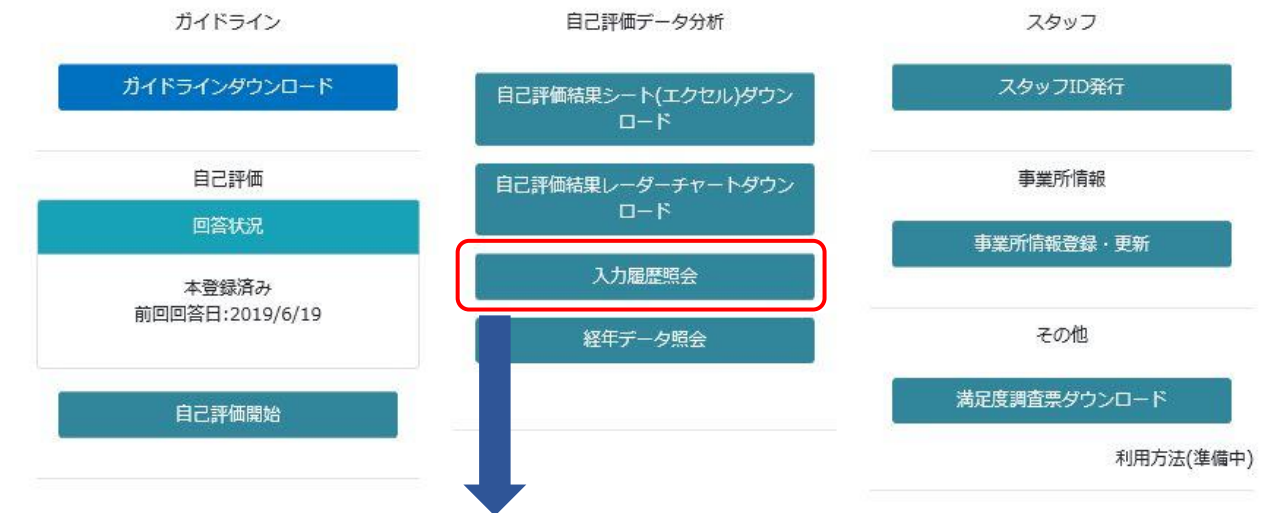 ガイドライン
ガイドラインダウンロード
自己評価
回答状況
本登録済み
前回回答日:2019/6/19
自己評価開始
自己評価データ分析
自己評価結果シート(エクセル)ダウン
ロード
自己評価結果レーダーチャートダウン
ロード
入力履歴照会
経年データ照会
スタッフ
スタッフID発行
事業所情報
事業所情報登録・更新
その他
満足度調査票ダウンロード
利用方法(準備中)